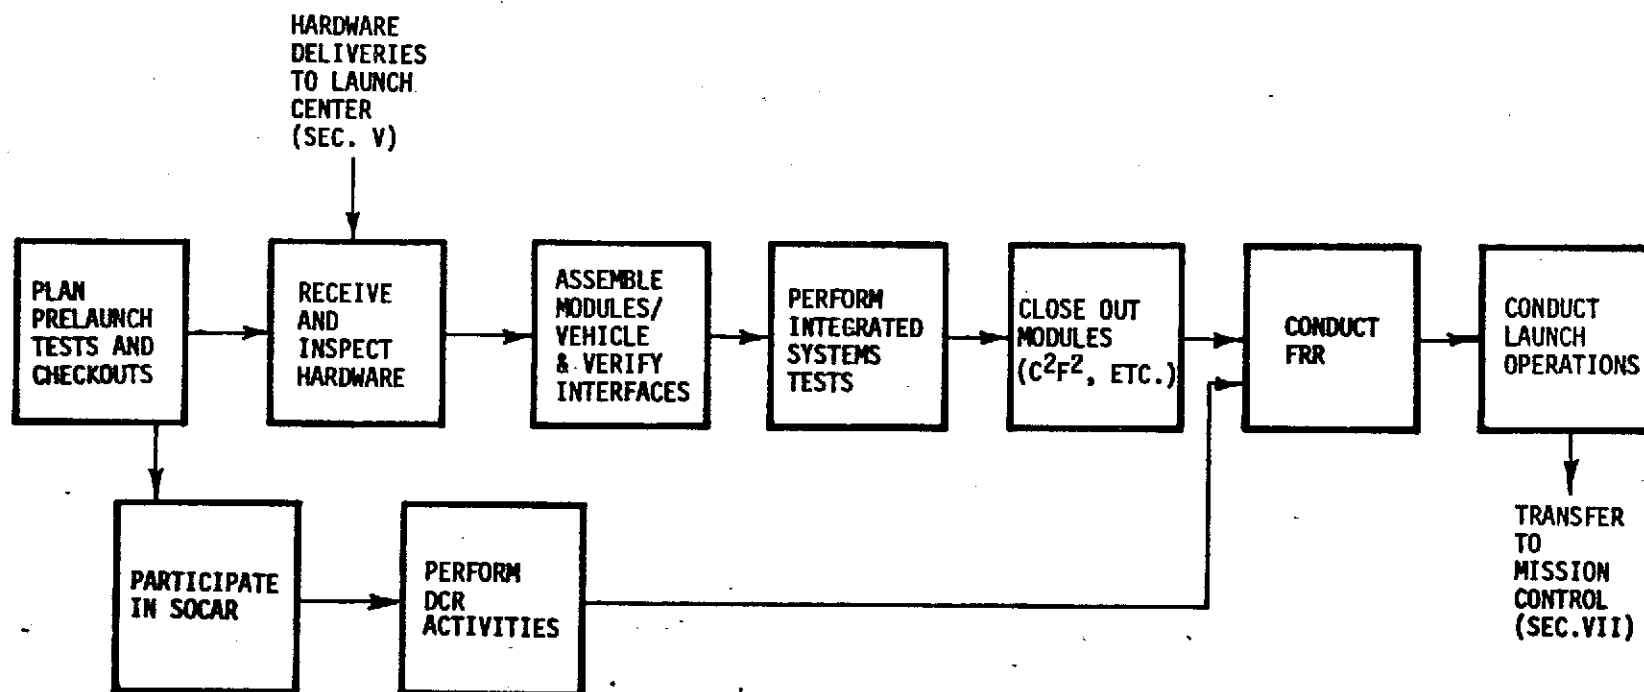 HARDWARE
DELIVERIES
TO LAUNCH
CENTER
(SEC. V)
PLAN
PRELAUNCH
TESTS AND
CHECKOUTS
RECEIVE
AND
INSPECT
HARDWARE
ASSEMBLE
MODULES/
VEHICLE
& VERIFY
INTERFACES
PERFORM
INTEGRATED
SYSTEMS
TESTS
CLOSE OUT
MODULES
(C²F², ETC.)
CONDUCT
FRR
CONDUCT
LAUNCH
OPERATIONS
PARTICIPATE
IN SOCAR
PERFORM
DCR
ACTIVITIES
TRANSFER
TO
MISSION
CONTROL
(SEC.VII)